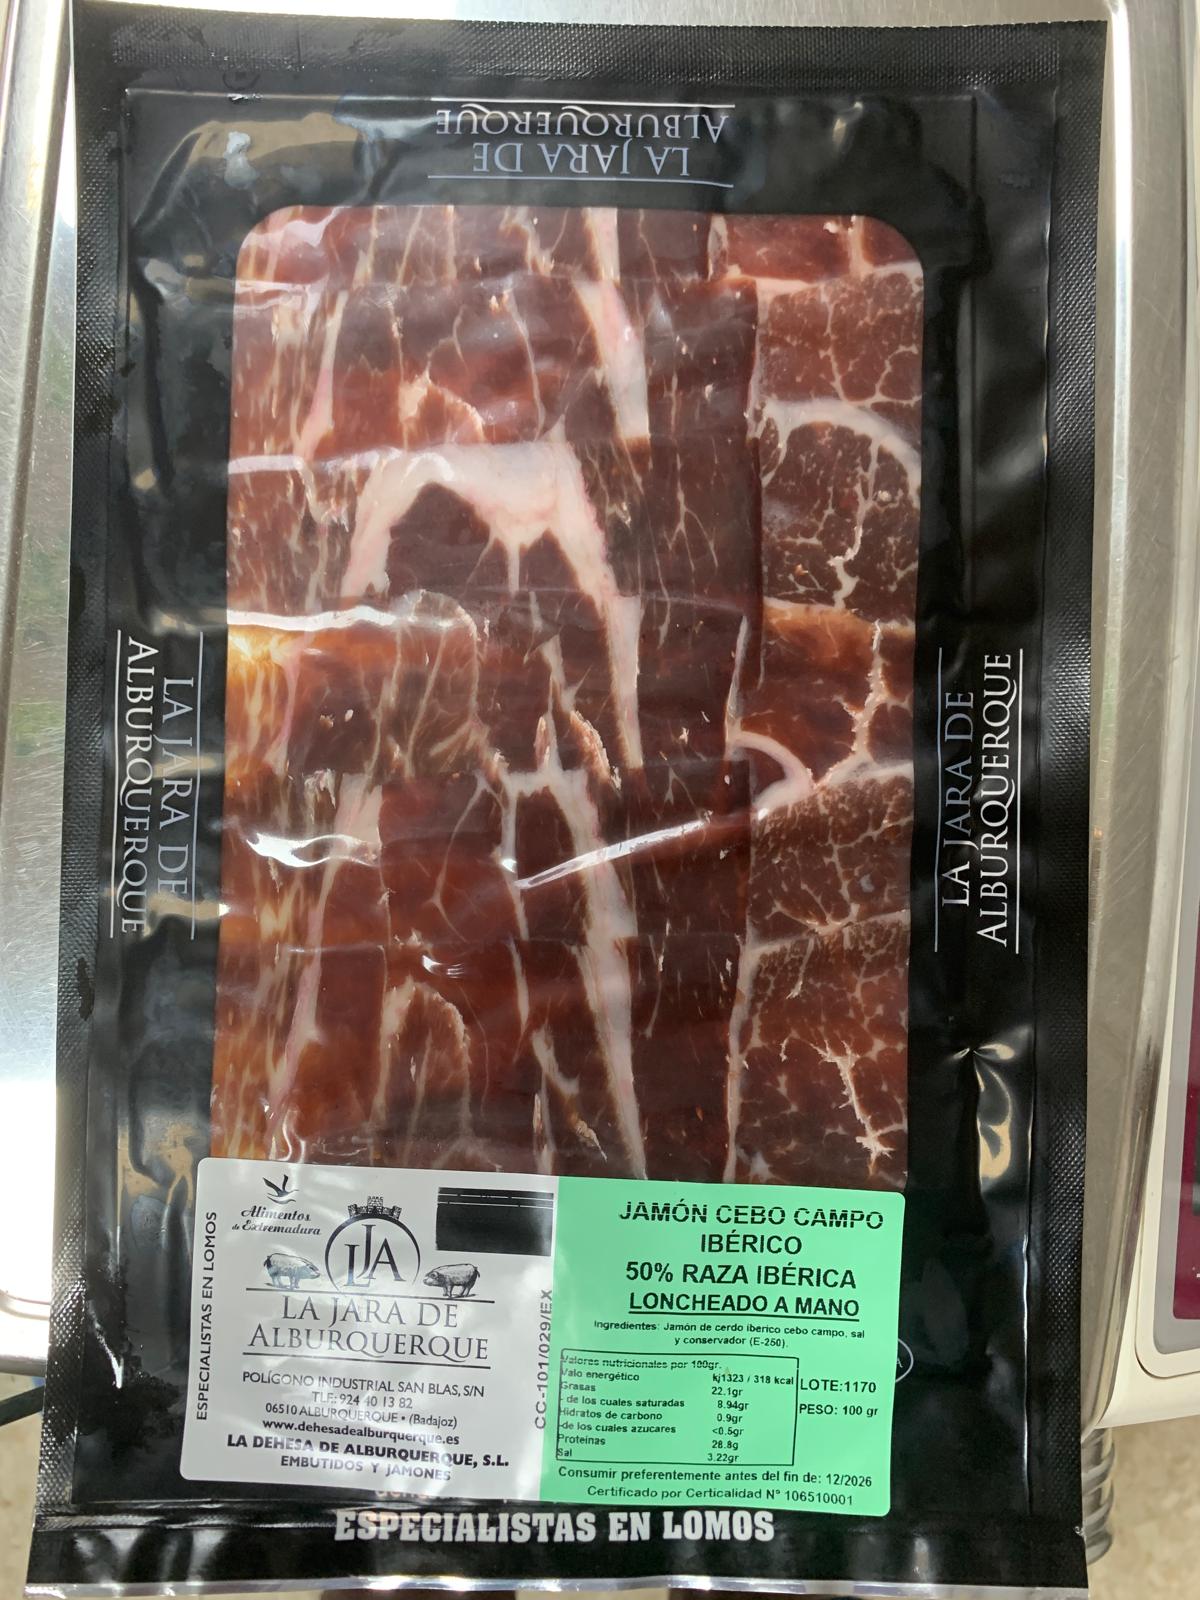 LA JARA DE
ALBURQUERQUE
LA JARA DE
ALBURQUERQUE
LA JARA DE
ALBURQUERQUE
Alimentos
de Extremadura
LJA
LA JARA DE
ALBURQUERQUE
ESPECIALISTAS EN LOMOS
POLÍGONO INDUSTRIAL SAN BLAS, S/N
TLF: 924 40 13 82
06510 ALBURQUERQUE • (Badajoz)
www.dehesadealburquerque.es
LA DEHESA DE ALBURQUERQUE, S.L.
EMBUTIDOS Y JAMONES
CC-101/029/EX
JAMÓN CEBO CAMPO
IBÉRICO
50% RAZA IBÉRICA
LONCHEADO A MANO
Ingredientes: Jamón de cerdo iberico cebo campo, sal
y conservador (E-250).
Valores nutricionales por 100gr.
Valo energético kj1323 / 318 kcal
Grasas 22.1gr
- de los cuales saturadas 8.94gr
Hidratos de carbono 0.9gr
-de los cuales azucares <0.5gr
Proteinas 28.8g
Sal 3.22gr
LOTE:1170
PESO: 100 gr
Consumir preferentemente antes del fin de: 12/2026
Certificado por Certicalidad N° 106510001
ESPECIALISTAS EN LOMOS